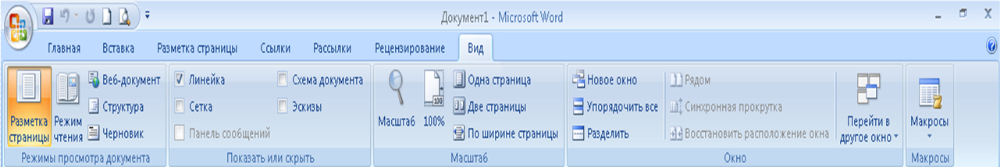 Документ1 - Microsoft Word
Главная Вставка Разметка страницы Ссылки Рассылки Рецензирование Вид
Разметка страницы
Режим чтения
Веб-документ
Структура
Черновик
Режимы просмотра документа
Линейка
Сетка
Панель сообщений
Схема документа
Эскизы
Показать или скрыть
Масштаб
100
100%
Одна страница
Две страницы
По ширине страницы
Масштаб
Новое окно
Упорядочить все
Разделить
Рядом
Синхронная прокрутка
Восстановить расположение окна
Перейти в
другое окно
Окно
Макросы
Макросы